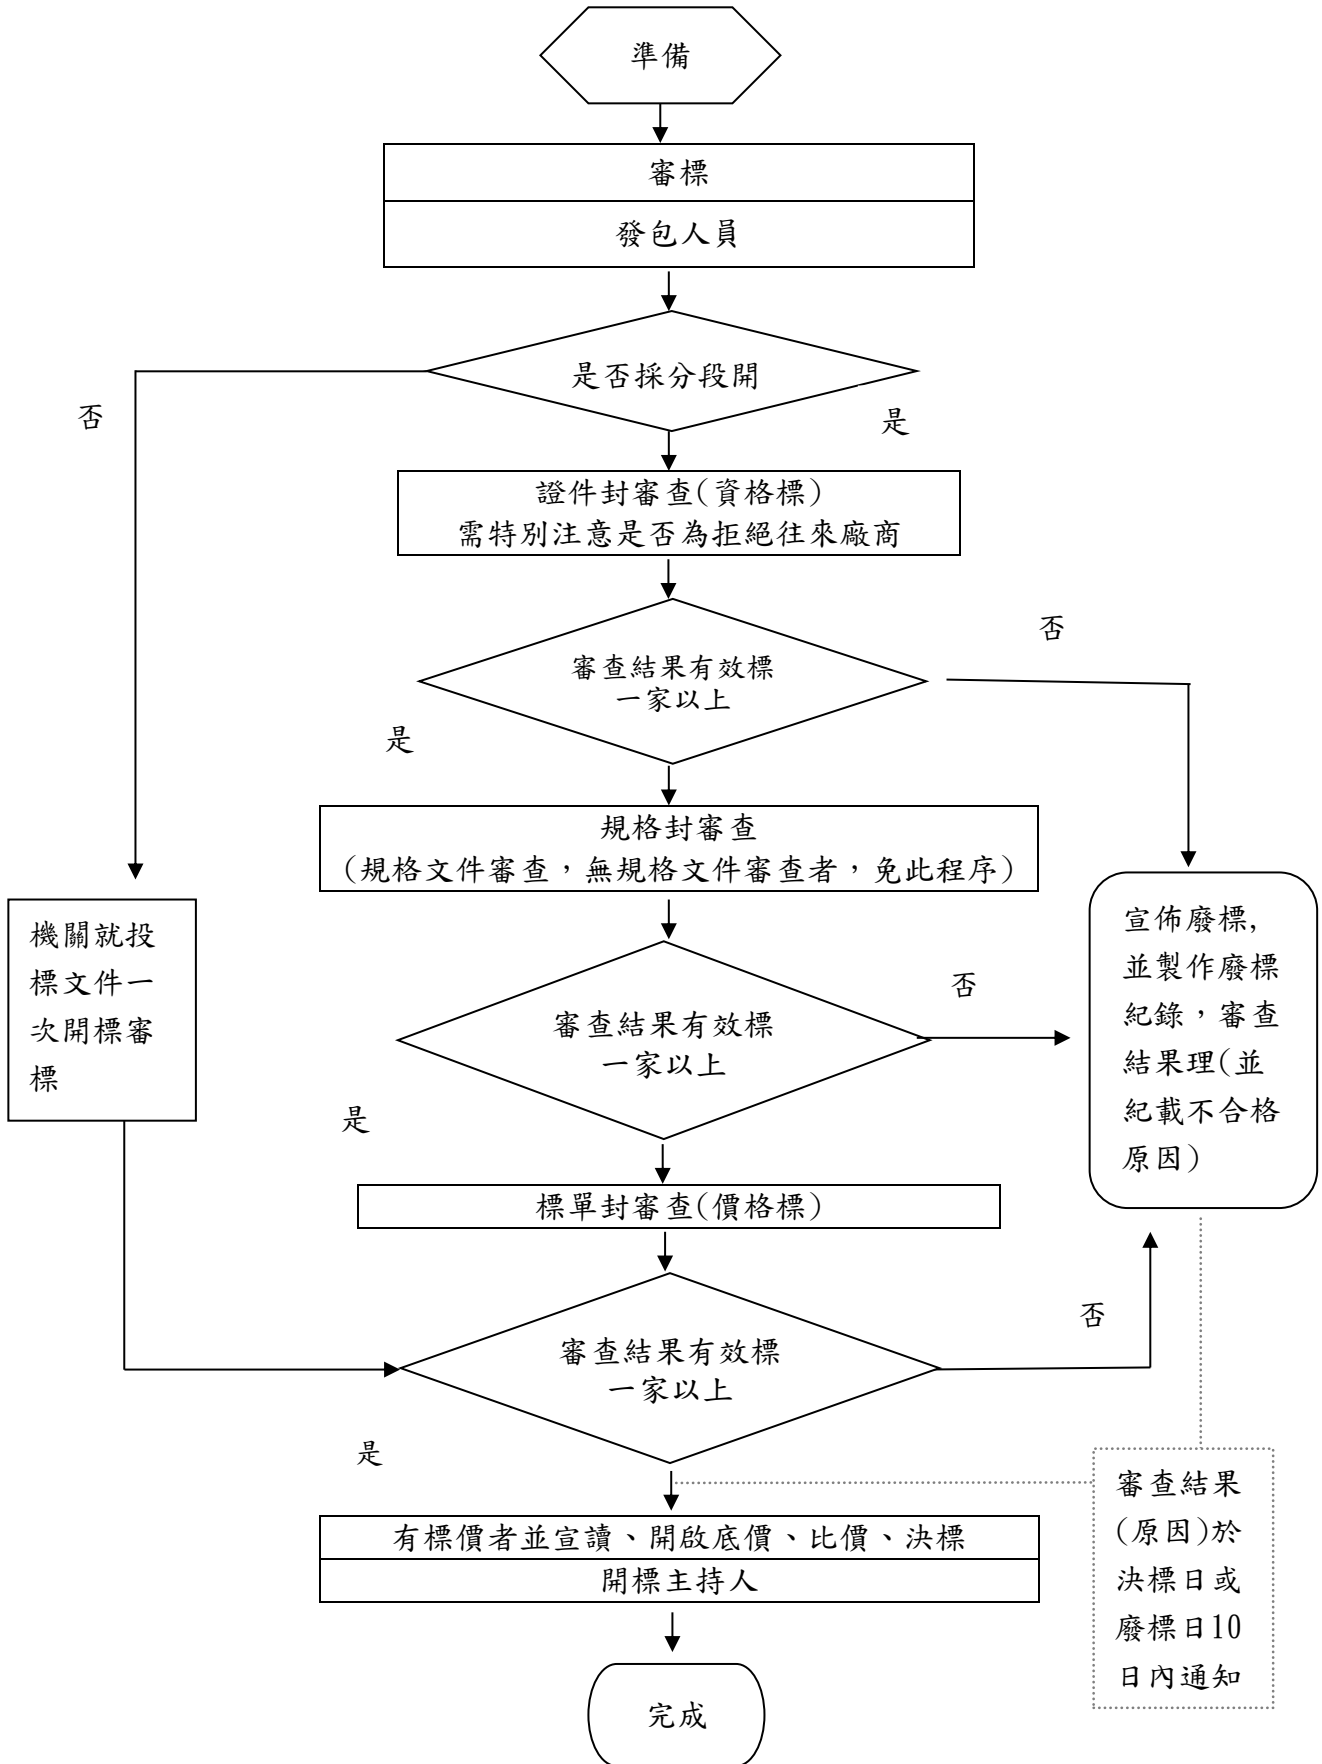 準備
審標
發包人員
是否採分段開
否
是
證件封審查(資格標)
需特別注意是否為拒絕往來廠商
否
審查結果有效標
一家以上
是
規格封審查
(規格文件審查，無規格文件審查者，免此程序)
機關就投
標文件一
次開標審
標
宣佈廢標,
並製作廢標
紀錄，審查
結果理(並
紀載不合格
原因)
否
審查結果有效標
一家以上
是
標單封審查(價格標)
否
審查結果有效標
一家以上
是
審查結果
(原因)於
決標日或
廢標日10
日內通知
有標價者並宣讀、開啟底價、比價、決標
開標主持人
完成